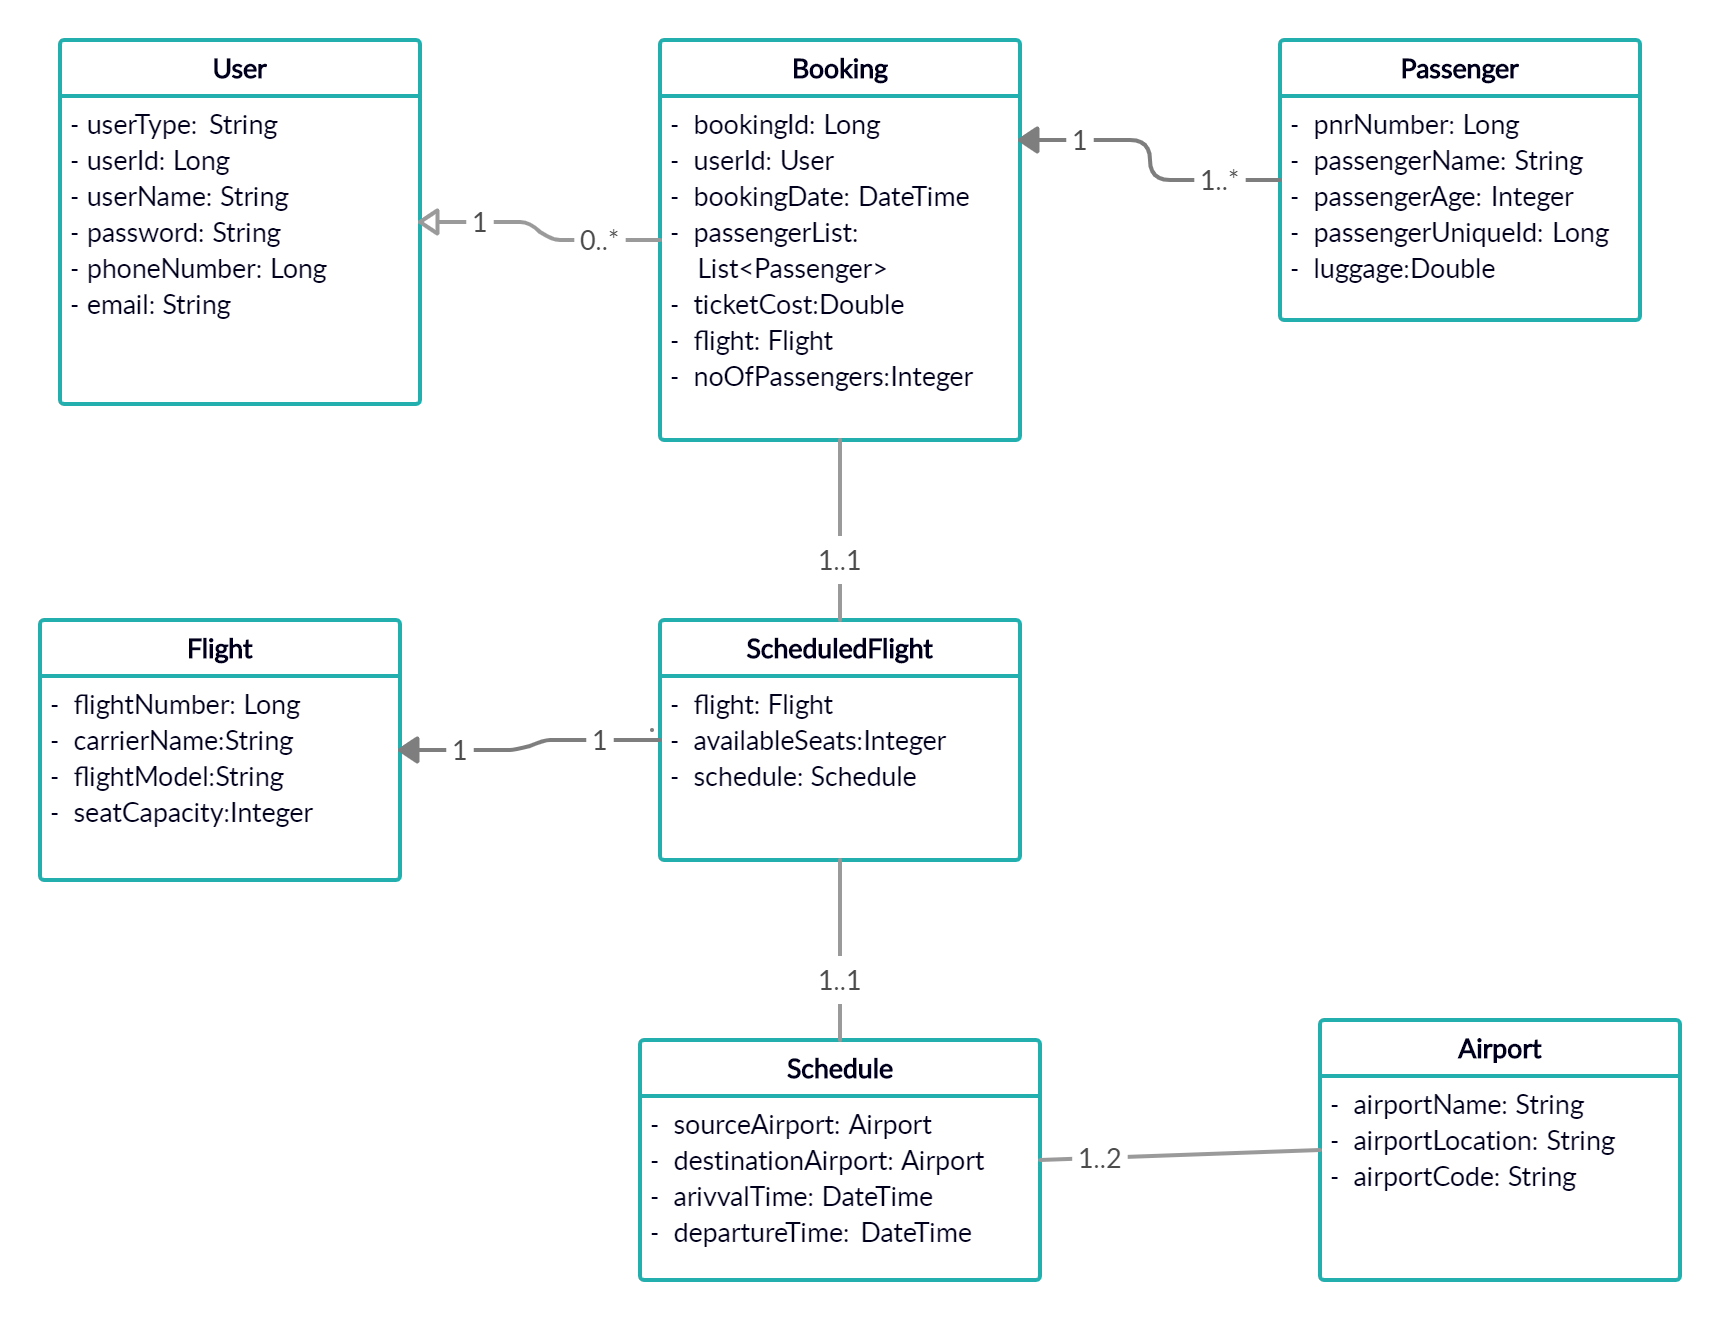 User
- userType: String
- userId: Long
- userName: String
- password: String
- phoneNumber: Long
- email: String
1
0..*
Booking
- bookingId: Long
- userId: User
- bookingDate: DateTime
- passengerList:
List<Passenger>
- ticketCost:Double
- flight: Flight
- noOfPassengers:Integer
1
1..*
Passenger
- pnrNumber: Long
- passengerName: String
- passengerAge: Integer
- passengerUniqueId: Long
- luggage:Double
1..1
Flight
- flightNumber: Long
- carrierName:String
- flightModel:String
- seatCapacity:Integer
1
1
ScheduledFlight
- flight: Flight
- availableSeats:Integer
- schedule: Schedule
1..1
Schedule
- sourceAirport: Airport
- destinationAirport: Airport
- arivvalTime: DateTime
- departureTime: DateTime
1..2
Airport
- airportName: String
- airportLocation: String
- airportCode: String